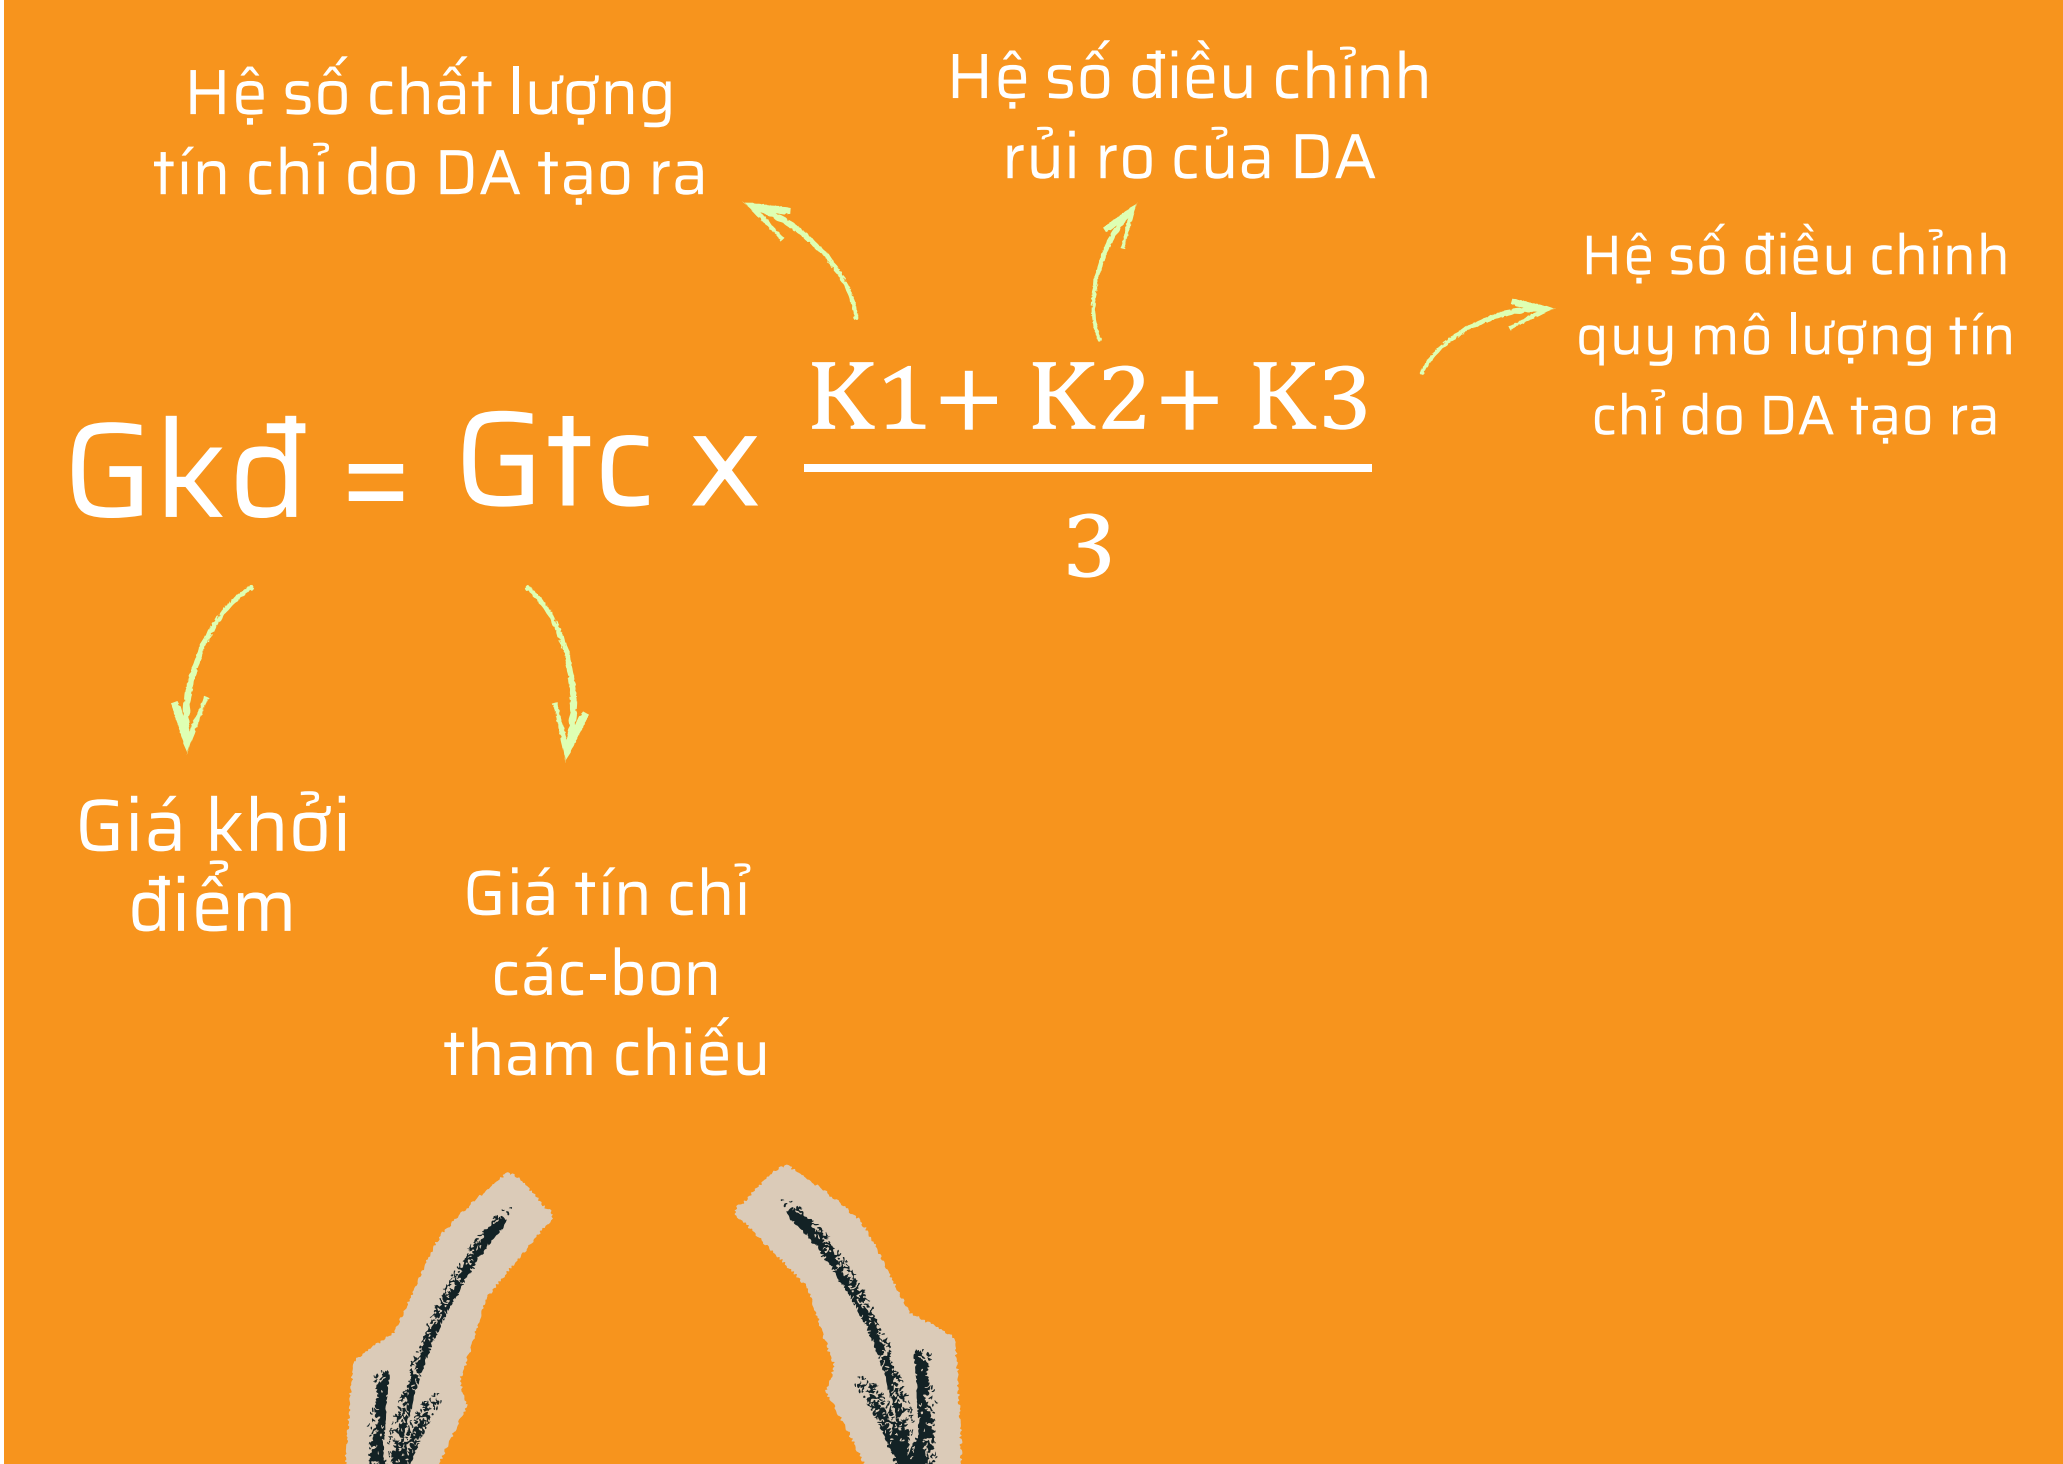 Hệ số chất lượng
tín chỉ do DA tạo ra
Hệ số điều chỉnh
rủi ro của DA
Hệ số điều chỉnh
quy mô lượng tín
chỉ do DA tạo ra
Gkđ = Gtc x
K1+ K2+ K3
3
Giá khởi
điểm
Giá tín chỉ
các-bon
tham chiếu